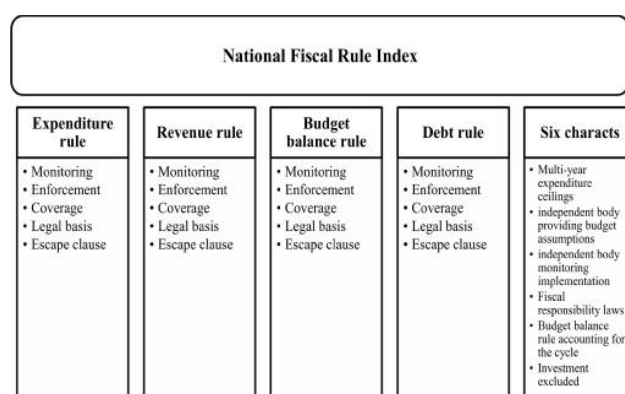 National Fiscal Rule Index
Expenditure
rule
• Monitoring
• Enforcement
• Coverage
• Legal basis
• Escape clause
Revenue rule
• Monitoring
• Enforcement
• Coverage
• Legal basis
• Escape clause
Budget
balance rule
• Monitoring
• Enforcement
• Coverage
• Legal basis
• Escape clause
Debt rule
• Monitoring
• Enforcement
• Coverage
• Legal basis
• Escape clause
Six characts
• Multi-year
expenditure
ceilings
• independent body
providing budget
assumptions
• independent body
monitoring
implementation
• Fiscal
responsibility laws
• Budget balance
rule accounting for
the cycle
• Investment
excluded